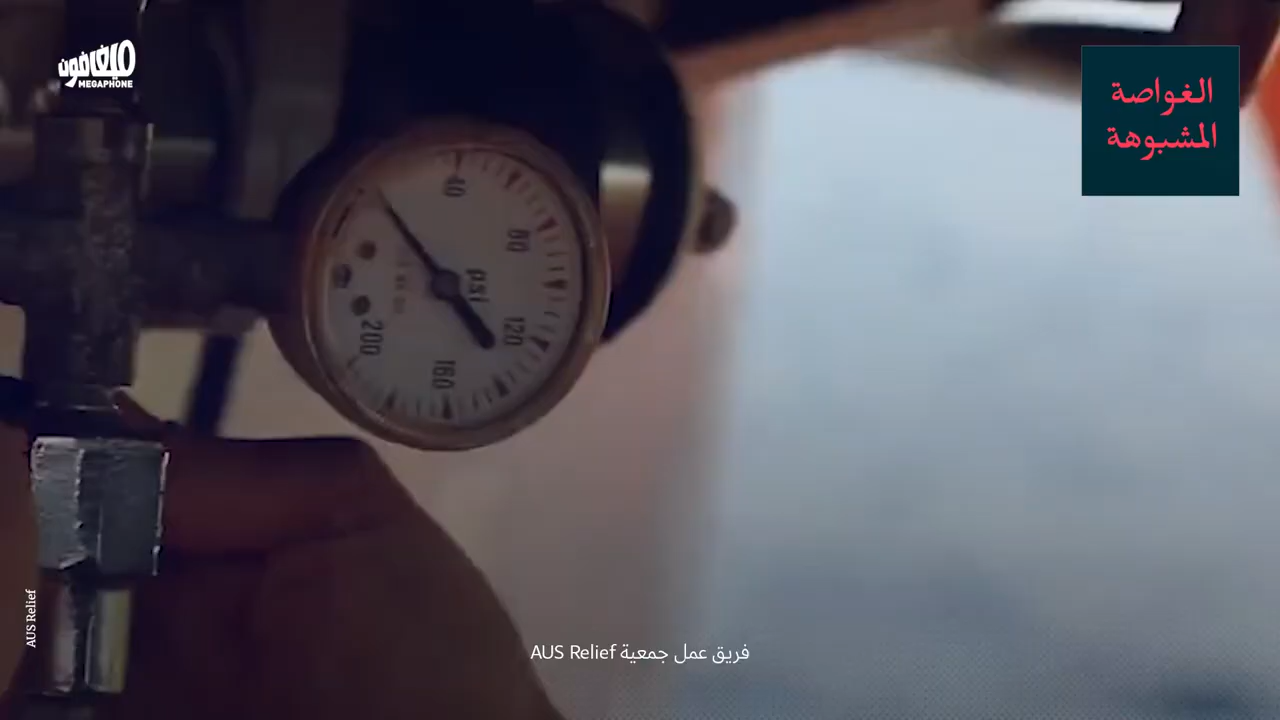 ميغافون
MEGAPHONE
الغواصة
المشبوهة
40
80
psi
120
160
200
AUS Relief
فريق عمل جمعية AUS Relief